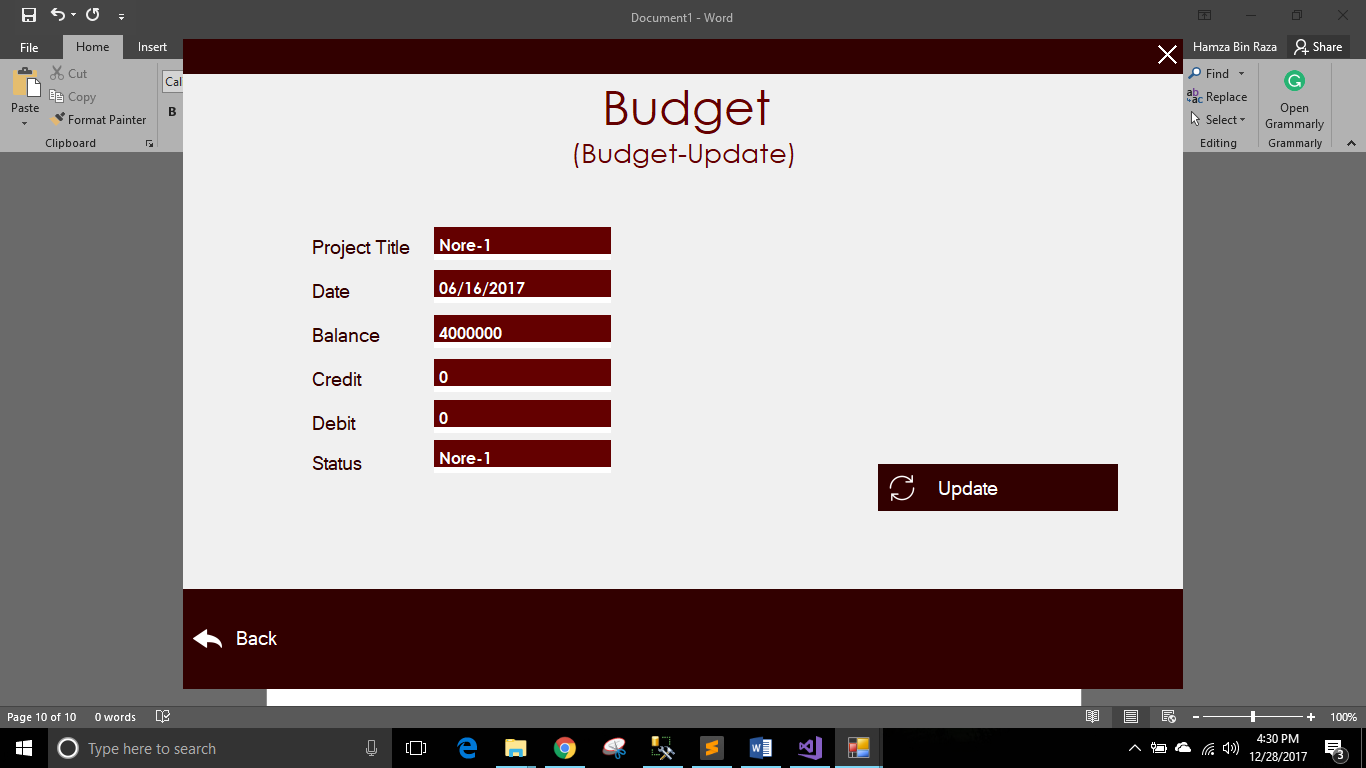 Document1 - Word
File Home Insert Hamza Bin Raza Share
Cut
Copy
Paste
Format Painter
Clipboard
Cal
B
Find
Replace
Select
Editing
Open
Grammarly
Grammarly
Budget
(Budget-Update)
Project Title Nore-1
Date 06/16/2017
Balance 4000000
Credit 0
Debit 0
Status Nore-1
Update
Back
Page 10 of 10 0 words 100%
Type here to search
4:30 PM
12/28/2017
3